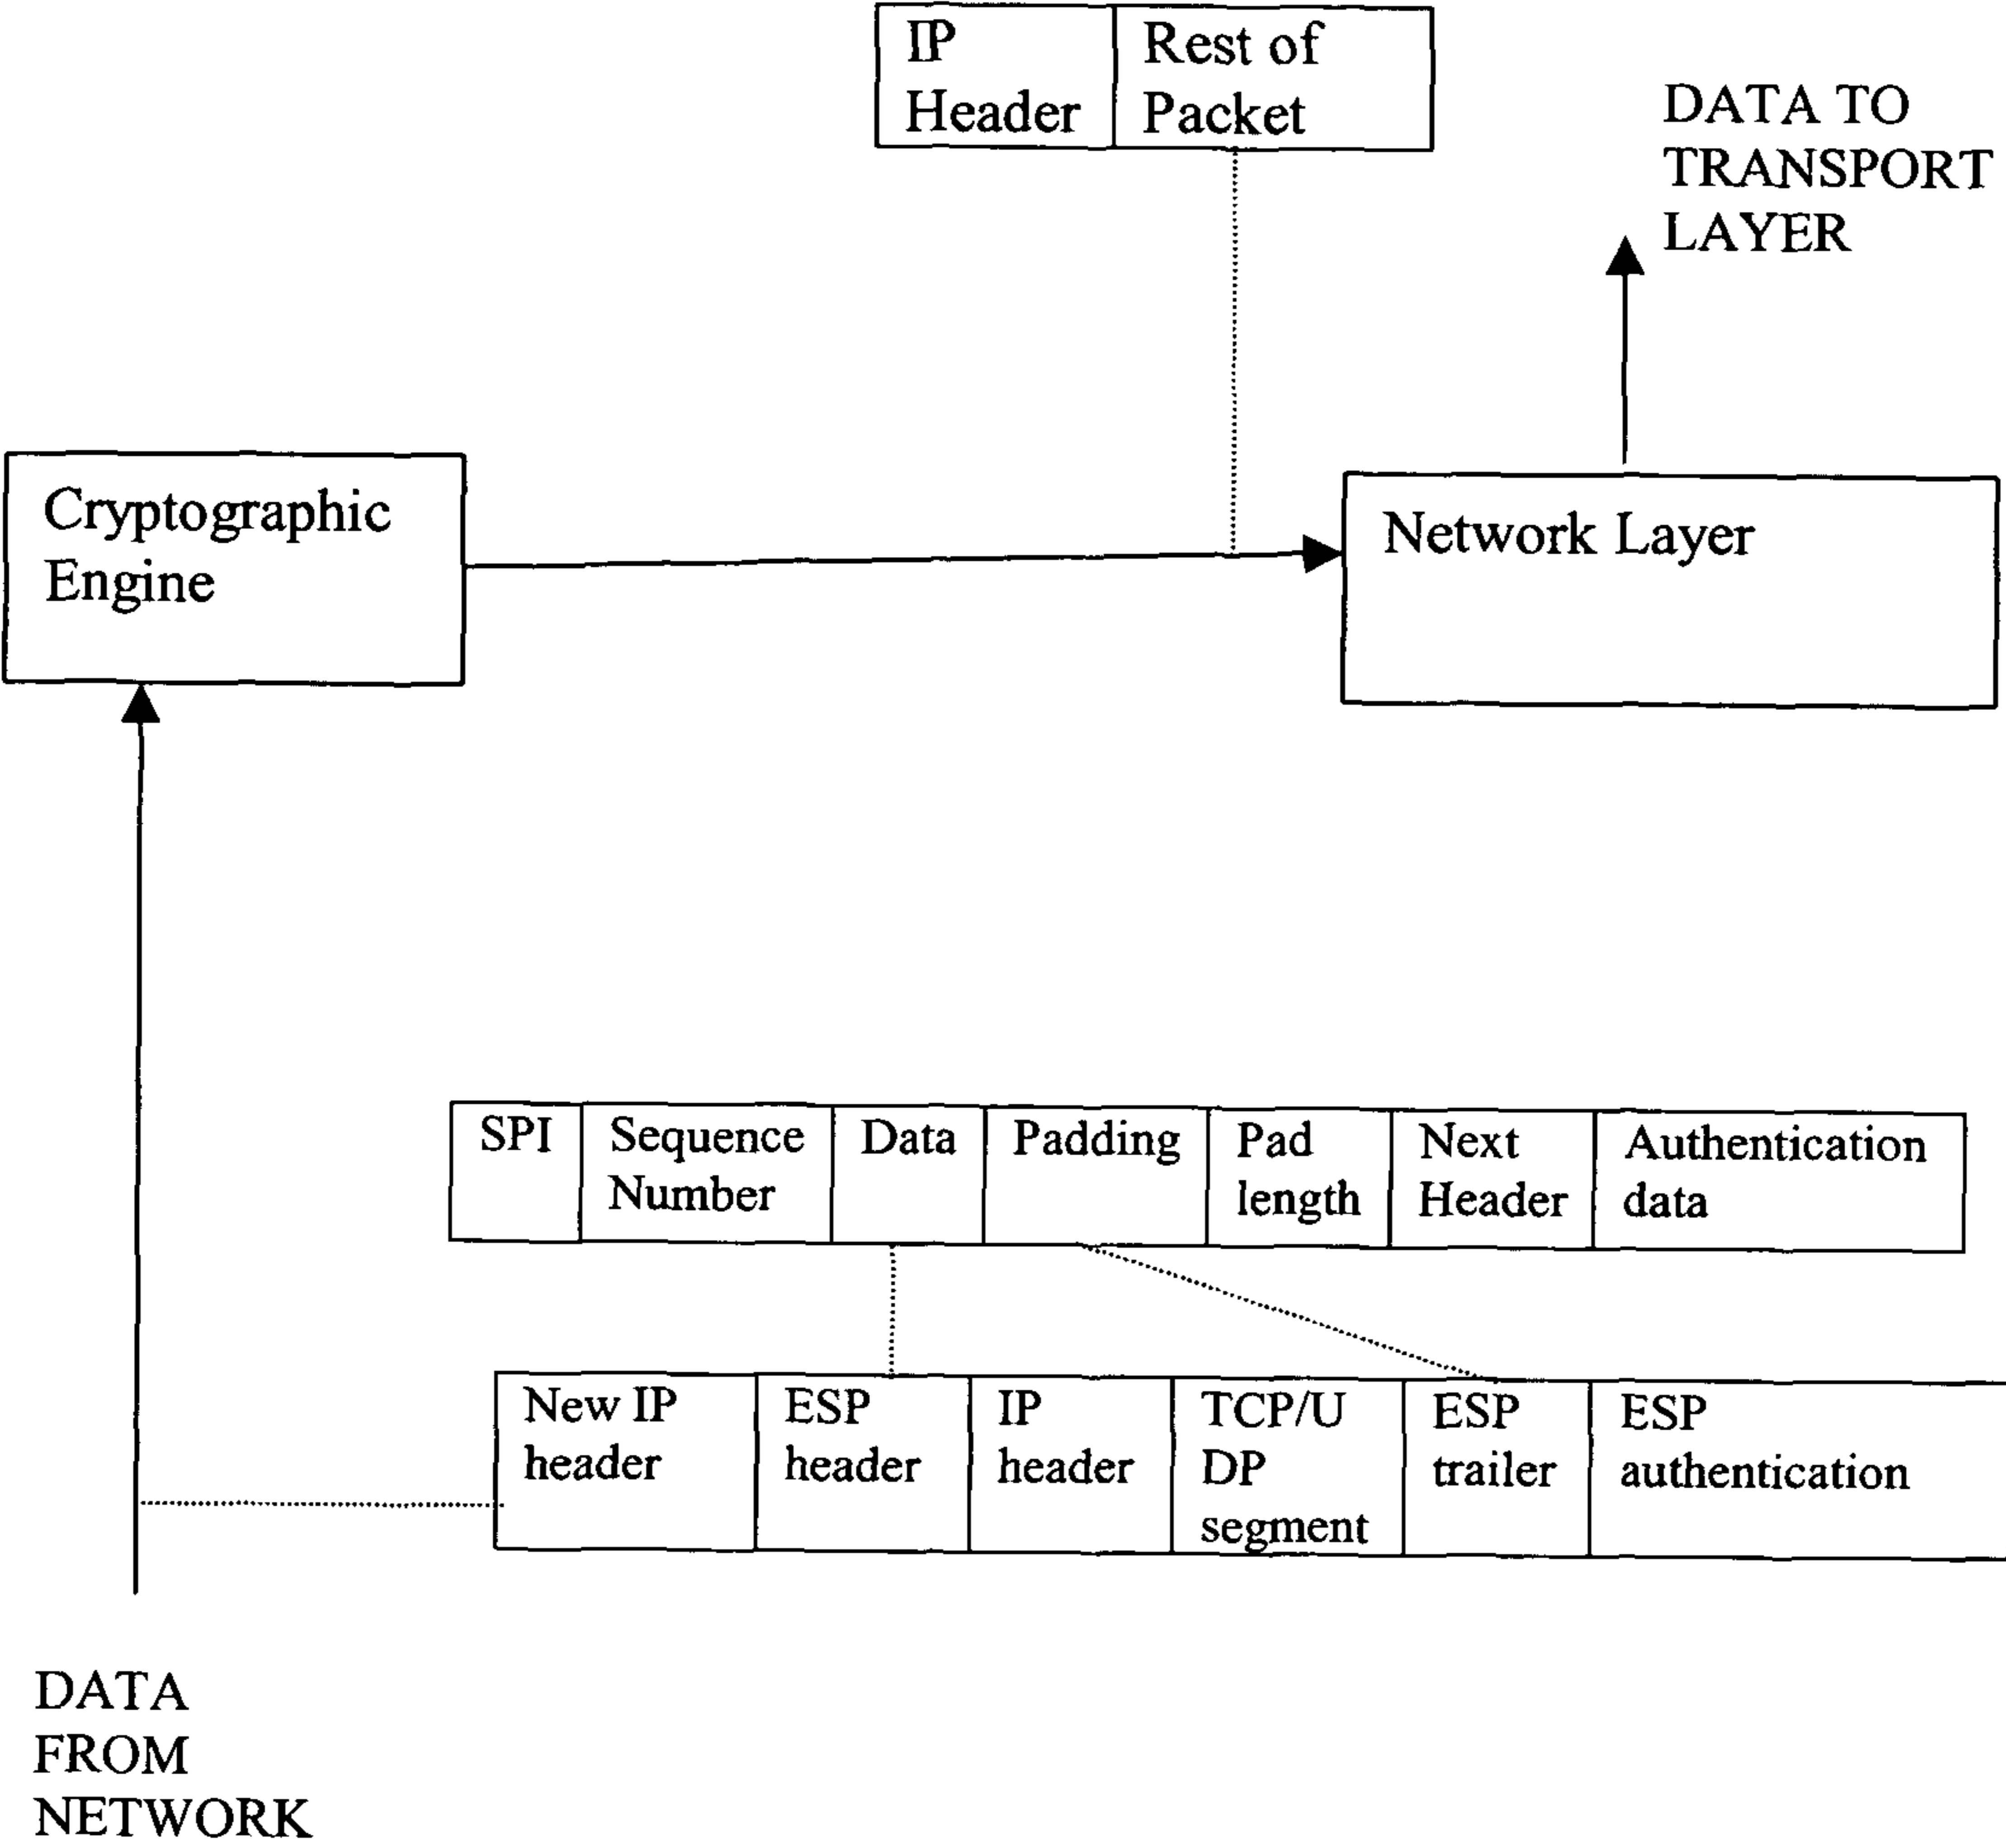 IP
Header
Rest of
Packet
DATA TO
TRANSPORT
LAYER
Cryptographic
Engine
Network Layer
SPI
Sequence
Number
Data
Padding
Pad
length
Next
Header
Authentication
data
New IP
header
ESP
header
IP
header
TCP/U
DP
segment
ESP
trailer
ESP
authentication
DATA
FROM
NETWORK